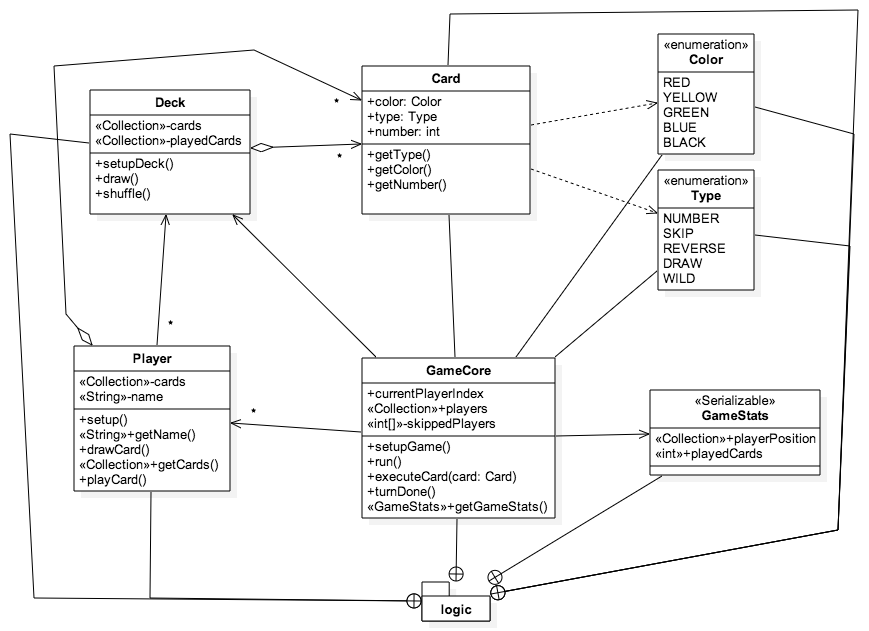 Deck
«Collection»-cards
«Collection»-playedCards
+setupDeck()
+draw()
+shuffle()
*
*
Card
+color: Color
+type: Type
+number: int
+getType()
+getColor()
+getNumber()
«enumeration»
Color
RED
YELLOW
GREEN
BLUE
BLACK
«enumeration»
Type
NUMBER
SKIP
REVERSE
DRAW
WILD
*
Player
«Collection»-cards
«String»-name
+setup()
«String»+getName()
+drawCard()
«Collection»+getCards()
+playCard()
*
GameCore
+currentPlayerIndex
«Collection»+players
«int[]»-skippedPlayers
+setupGame()
+run()
+executeCard(card: Card)
+turnDone()
«GameStats»+getGameStats()
«Serializable»
GameStats
«Collection»+playerPosition
«int»+playedCards
logic